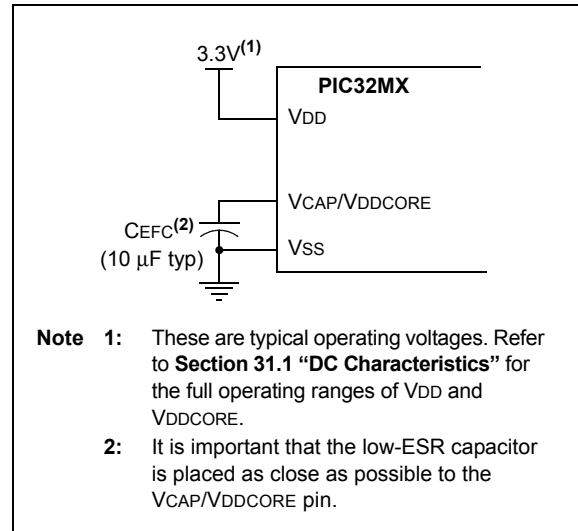 3.3V(1)
PIC32MX
VDD
VCAP/VDDCORE
CEFC(2)
(10 μF typ)
VSS
Note 1: These are typical operating voltages. Refer
to Section 31.1 “DC Characteristics” for
the full operating ranges of VDD and
VDDCORE.
2: It is important that the low-ESR capacitor
is placed as close as possible to the
VCAP/VDDCORE pin.